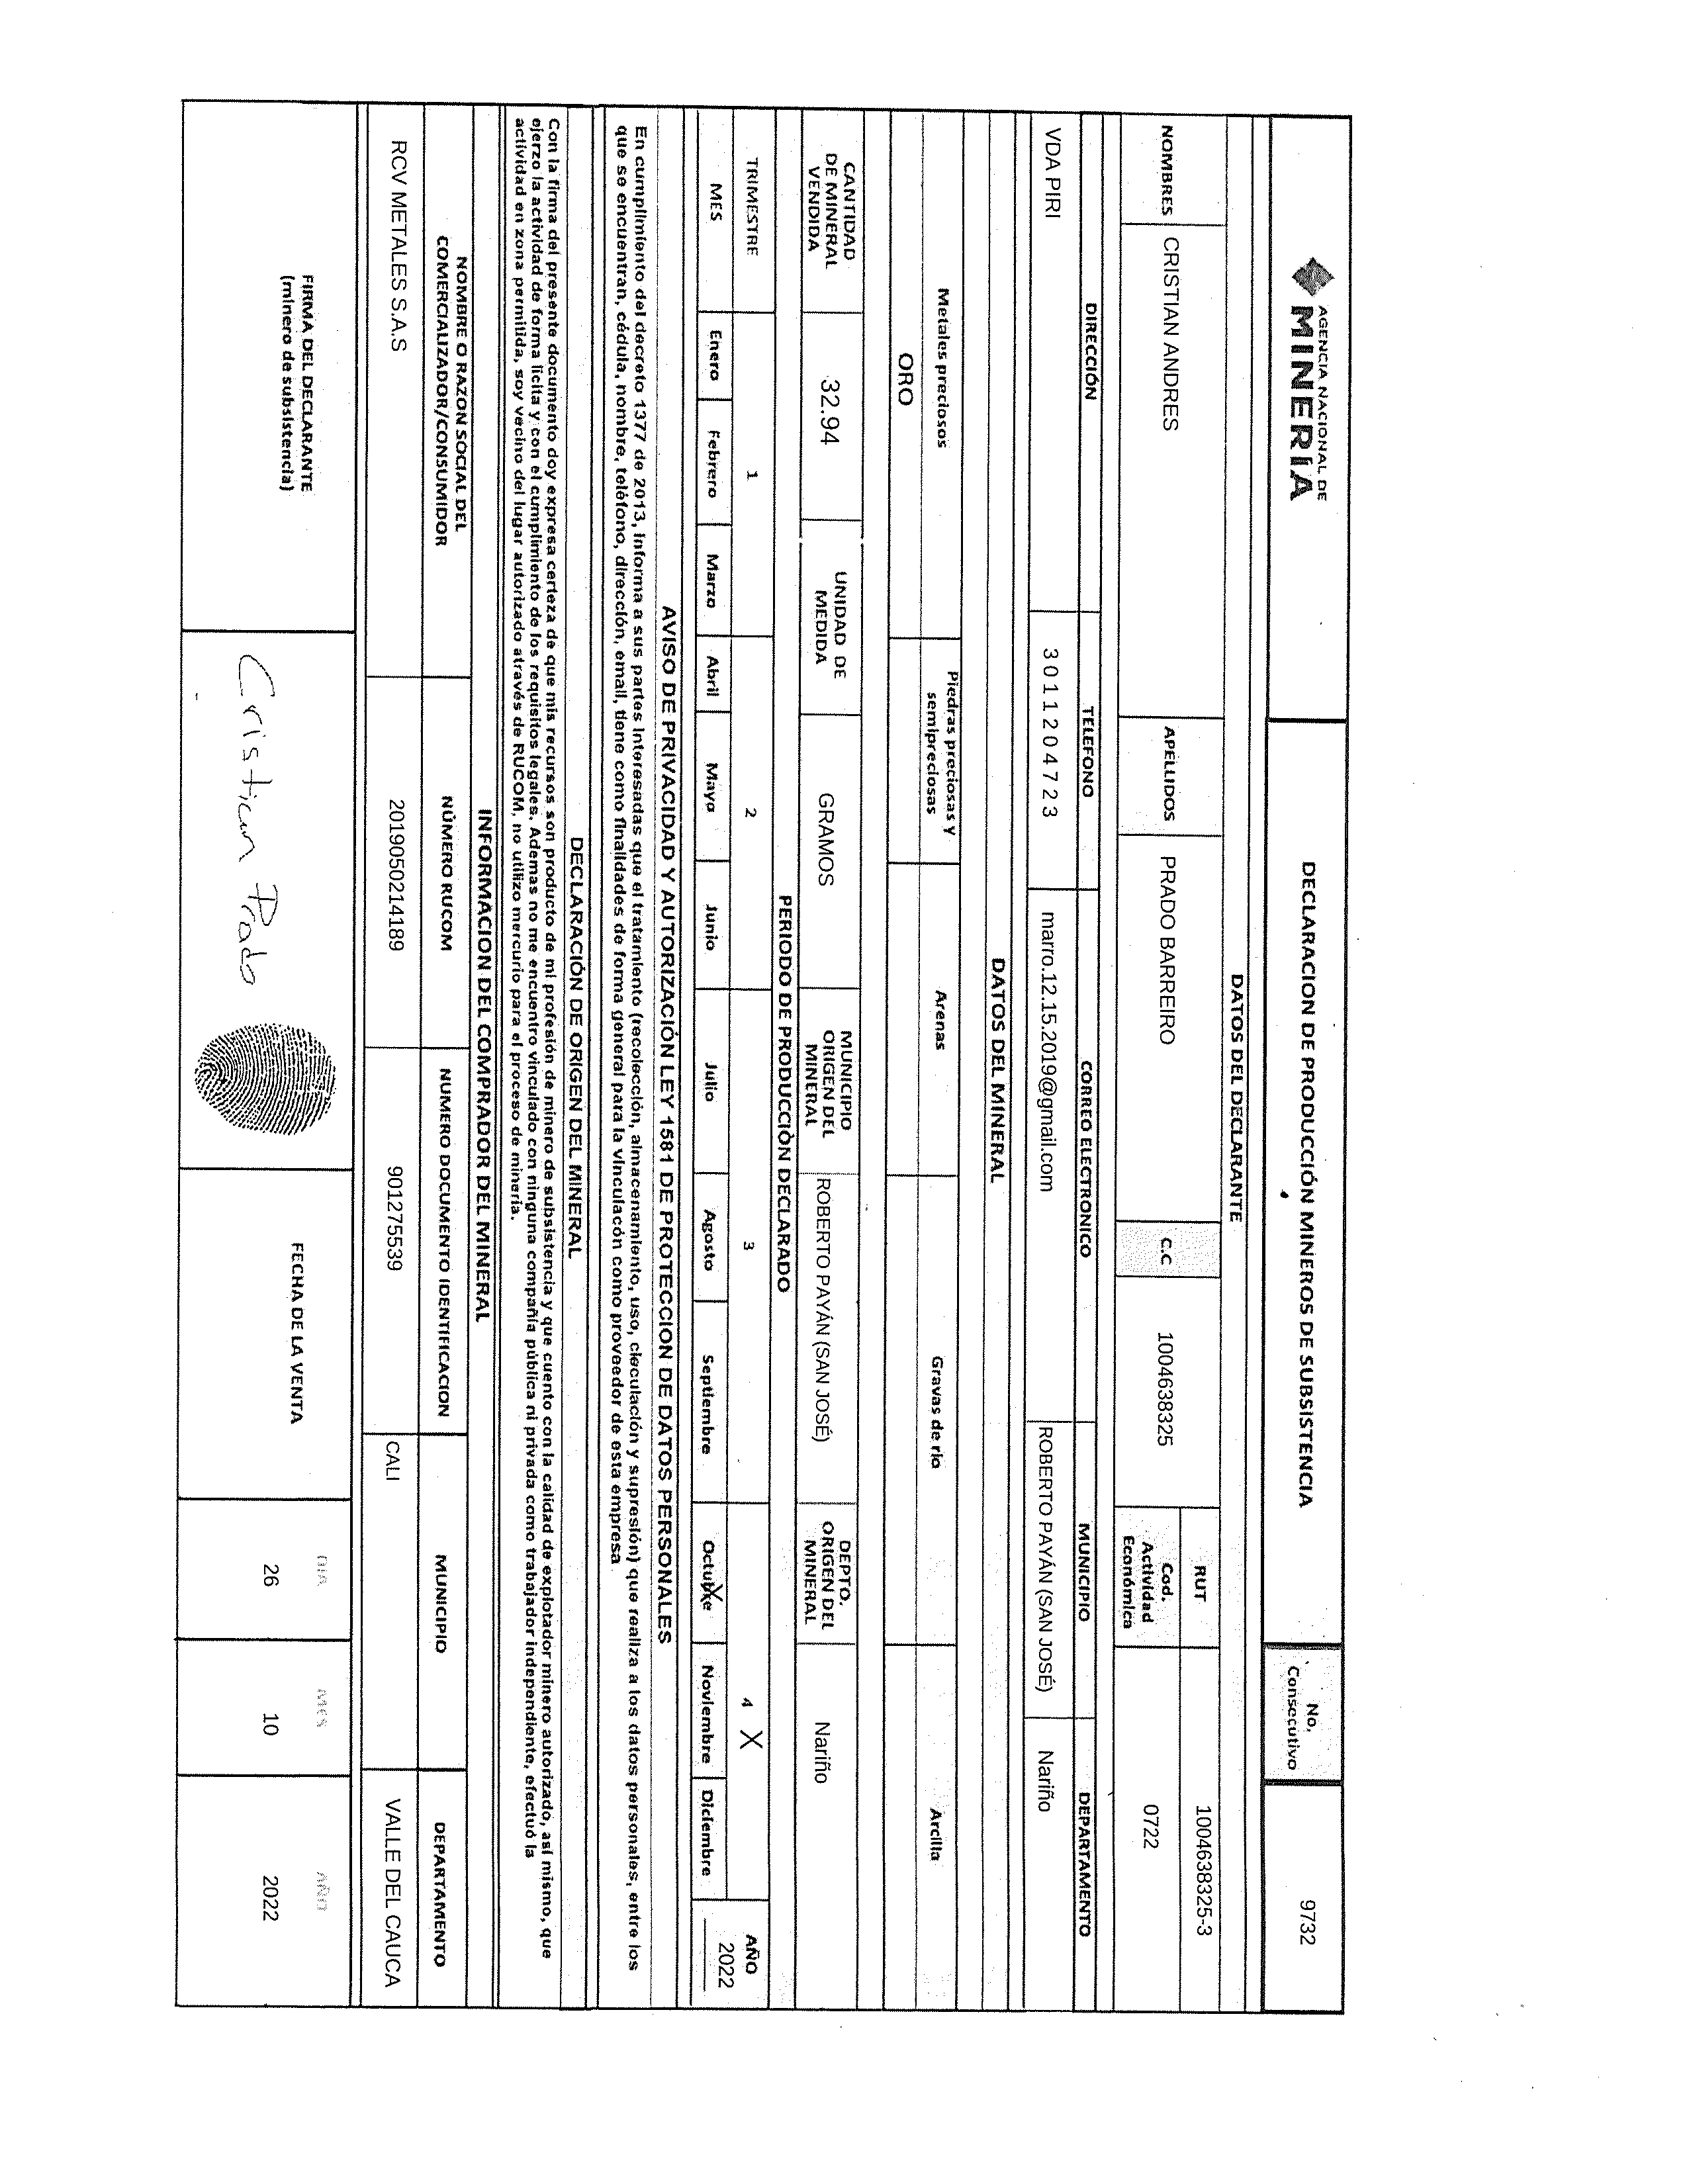 AGENCIA NACIONAL DE
MINERÍA
DECLARACION DE PRODUCCIÓN MINEROS DE SUBSISTENCIA
No. Consecutivo
9732
DATOS DEL DECLARANTE
NOMBRES
CRISTIAN ANDRES
APELLIDOS
PRADO BARREIRO
C.C
1004638325
RUT
1004638325-3
Cod. Actividad Económica
0722
DIRECCIÓN
TELEFONO
CORREO ELECTRONICO
MUNICIPIO
DEPARTAMENTO
VDA PIRI
3011204723
marro.12.15.2019@gmail.com
ROBERTO PAYÁN (SAN JOSÉ)
Nariño
DATOS DEL MINERAL
Metales preciosos
Piedras preciosas y semipreciosas
Arenas
Gravas de rio
Arcilla
ORO
CANTIDAD DE MINERAL VENDIDA
32.94
UNIDAD DE MEDIDA
GRAMOS
MUNICIPIO ORIGEN DEL MINERAL
ROBERTO PAYÁN (SAN JOSÉ)
DEPTO. ORIGEN DEL MINERAL
Nariño
PERIODO DE PRODUCCIÓN DECLARADO
TRIMESTRE
1
2
3
4 X
AÑO
2022
MES
Enero
Febrero
Marzo
Abril
Mayo
Junio
Julio
Agosto
Septiembre
Octubre X
Noviembre
Diciembre
AVISO DE PRIVACIDAD Y AUTORIZACIÓN LEY 1581 DE PROTECCION DE DATOS PERSONALES
En cumplimiento del decreto 1377 de 2013, informa a sus partes interesadas que el tratamiento (recolección, almacenamiento, uso, circulación y supresión) que realiza a los datos personales, entre los
que se encuentran, cédula, nombre, teléfono, dirección, email, tiene como finalidades de forma general para la vinculacón como proveedor de esta empresa
DECLARACIÓN DE ORIGEN DEL MINERAL
Con la firma del presente documento doy expresa certeza de que mis recursos son producto de mi profesión de minero de subsistencia y que cuento con la calidad de explotador minero autorizado, así mismo, que
ejerzo la actividad de forma lícita y con el cumplimiento de los requisitos legales. Ademas no me encuentro vinculado con ninguna compañía pública ni privada como trabajador independiente, efectuó la
actividad en zona permitida, soy vecino del lugar autorizado através de RUCOM, no utilizo mercurio para el proceso de mineria.
INFORMACION DEL COMPRADOR DEL MINERAL
NOMBRE O RAZON SOCIAL DEL COMERCIALIZADOR/CONSUMIDOR
NÚMERO RUCOM
NUMERO DOCUMENTO IDENTIFICACION
MUNICIPIO
DEPARTAMENTO
RCV METALES S.A.S
2019050214189
901275539
CALI
VALLE DEL CAUCA
FIRMA DEL DECLARANTE
(minero de subsistencia)
Cristian Prado
FECHA DE LA VENTA
DIA
MES
AÑO
26
10
2022